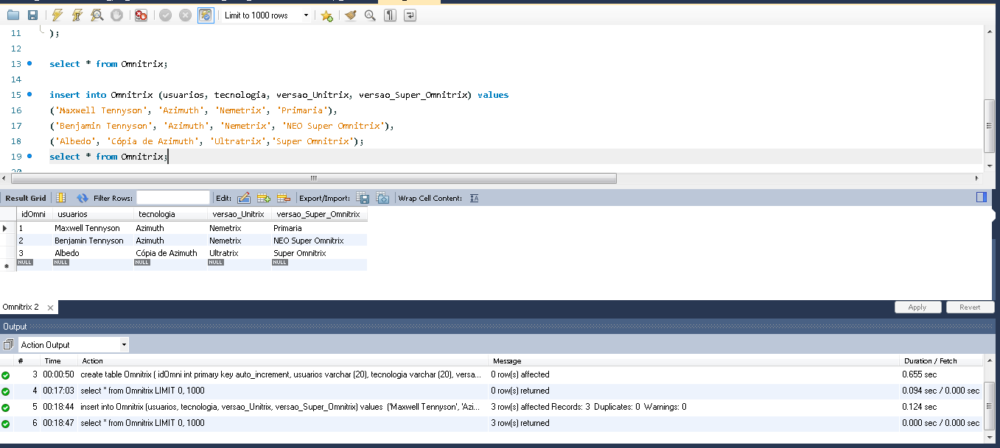 Limit to 1000 rows
11 );
12
13 select * from Omnitrix;
14
15 insert into Omnitrix (usuarios, tecnologia, versao_Unitrix, versao_Super_Omnitrix) values
16 ('Maxwell Tennyson', 'Azimuth', 'Nemetrix', 'Primaria'),
17 ('Benjamin Tennyson', 'Azimuth', 'Nemetrix', 'NEO Super Omnitrix'),
18 ('Albedo', 'Cópia de Azimuth', 'Ultratrix','Super Omnitrix');
19 select * from Omnitrix;
20
Result Grid Filter Rows: Edit: Export/Import: Wrap Cell Content: IA
idOmni usuarios tecnologia versao_Unitrix versao_Super_Omnitrix
1 Maxwell Tennyson Azimuth Nemetrix Primaria
2 Benjamin Tennyson Azimuth Nemetrix NEO Super Omnitrix
3 Albedo Cópia de Azimuth Ultratrix Super Omnitrix
NULL NULL NULL NULL NULL
Omnitrix 2 Apply Revert
Output
Action Output
# Time Action Message Duration / Fetch
3 00:00:50 create table Omnitrix ( idOmni int primary key auto_increment, usuarios varchar (20), tecnologia varchar (20), versa... 0 row(s) affected 0.655 sec
4 00:17:03 select * from Omnitrix LIMIT 0, 1000 0 row(s) returned 0.094 sec / 0.000 sec
5 00:18:44 insert into Omnitrix (usuarios, tecnologia, versao_Unitrix, versao_Super_Omnitrix) values ('Maxwell Tennyson', 'Azi... 3 row(s) affected Records: 3 Duplicates: 0 Warnings: 0 0.124 sec
6 00:18:47 select * from Omnitrix LIMIT 0, 1000 3 row(s) returned 0.000 sec / 0.000 sec